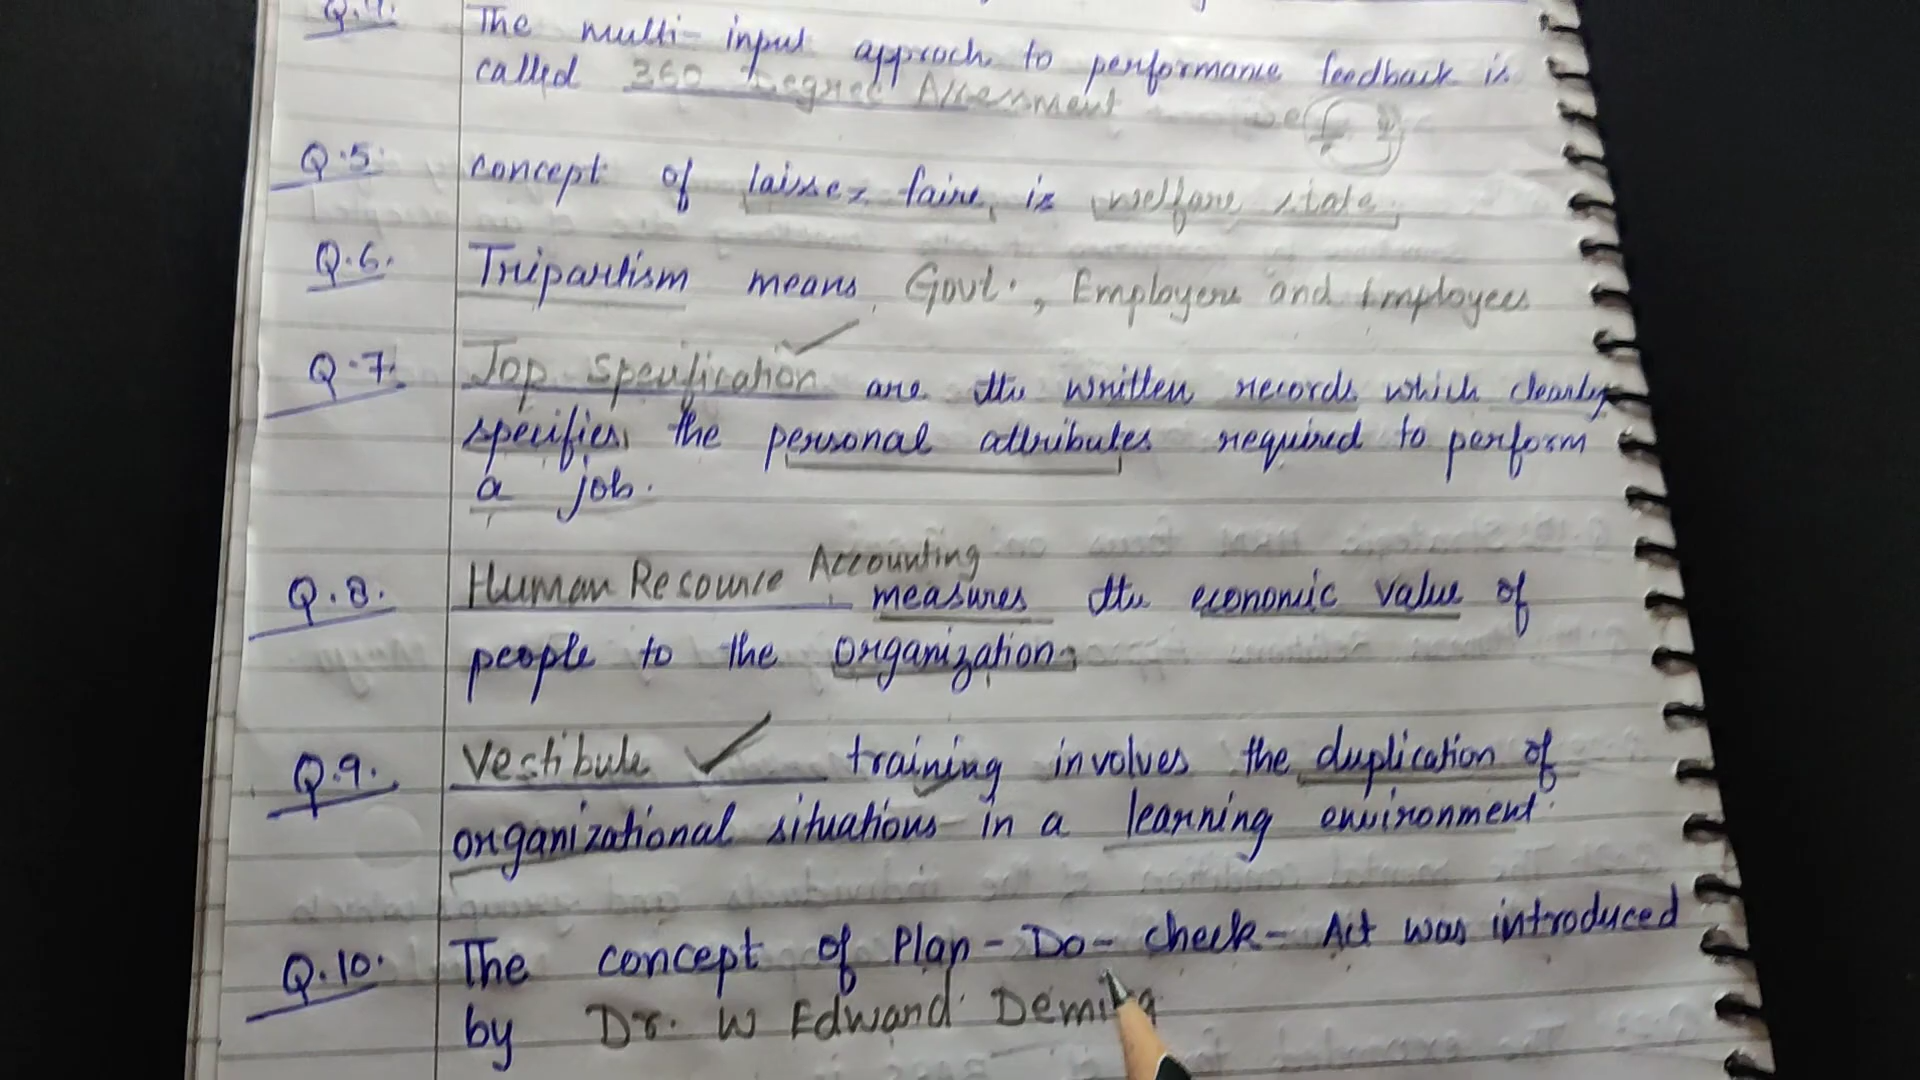 Q.4. The multi-input approach to performance feedback is
called 360 Degree Assessment
Q.5. concept of laissez faire, is welfare state.
Q.6. Tripartism means Govt., Employers and Employees
Q.7. Jop Specification are the written records which clearly
specifies the personal attributes required to perform
a job.
Q.8. Human Resource Accounting measures the economic value of
people to the organization.
Q.9. Vestibule training involves the duplication of
organizational situations in a learning environment.
Q.10. The concept of Plan-Do-check-Act was introduced
by Dr. W Edward Deming